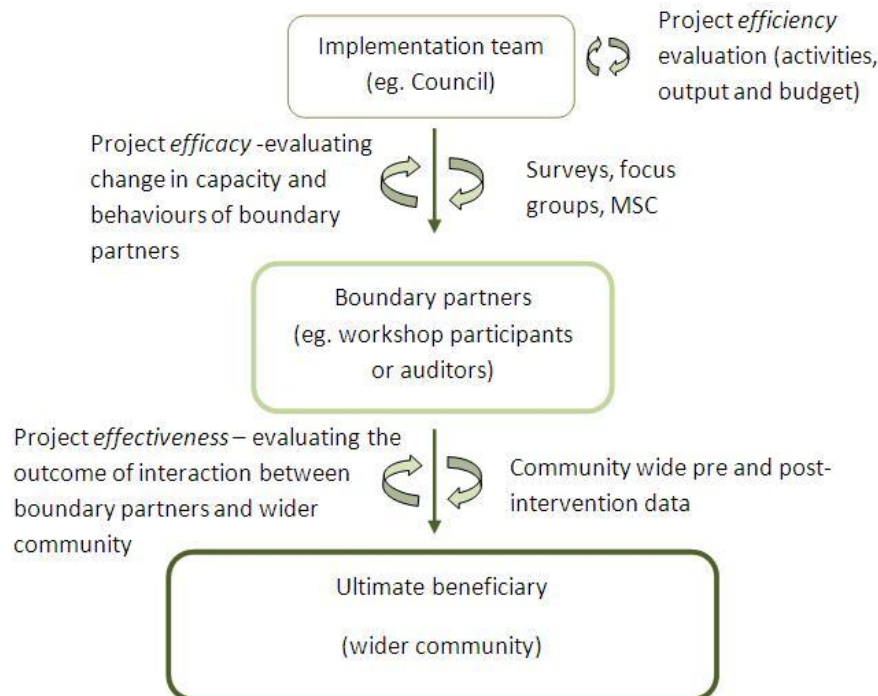 Implementation team
(eg. Council)
Project efficiency
evaluation (activities,
output and budget)
Project efficacy -evaluating
change in capacity and
behaviours of boundary
partners
Surveys, focus
groups, MSC
Boundary partners
(eg. workshop participants
or auditors)
Project effectiveness – evaluating the
outcome of interaction between
boundary partners and wider
community
Community wide pre and post-
intervention data
Ultimate beneficiary
(wider community)